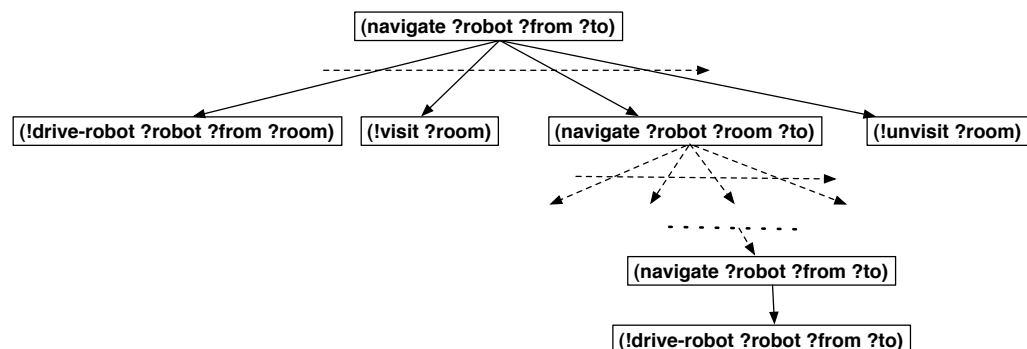 (navigate ?robot ?from ?to)
(!drive-robot ?robot ?from ?room)
(!visit ?room)
(navigate ?robot ?room ?to)
(!unvisit ?room)
(navigate ?robot ?from ?to)
(!drive-robot ?robot ?from ?to)